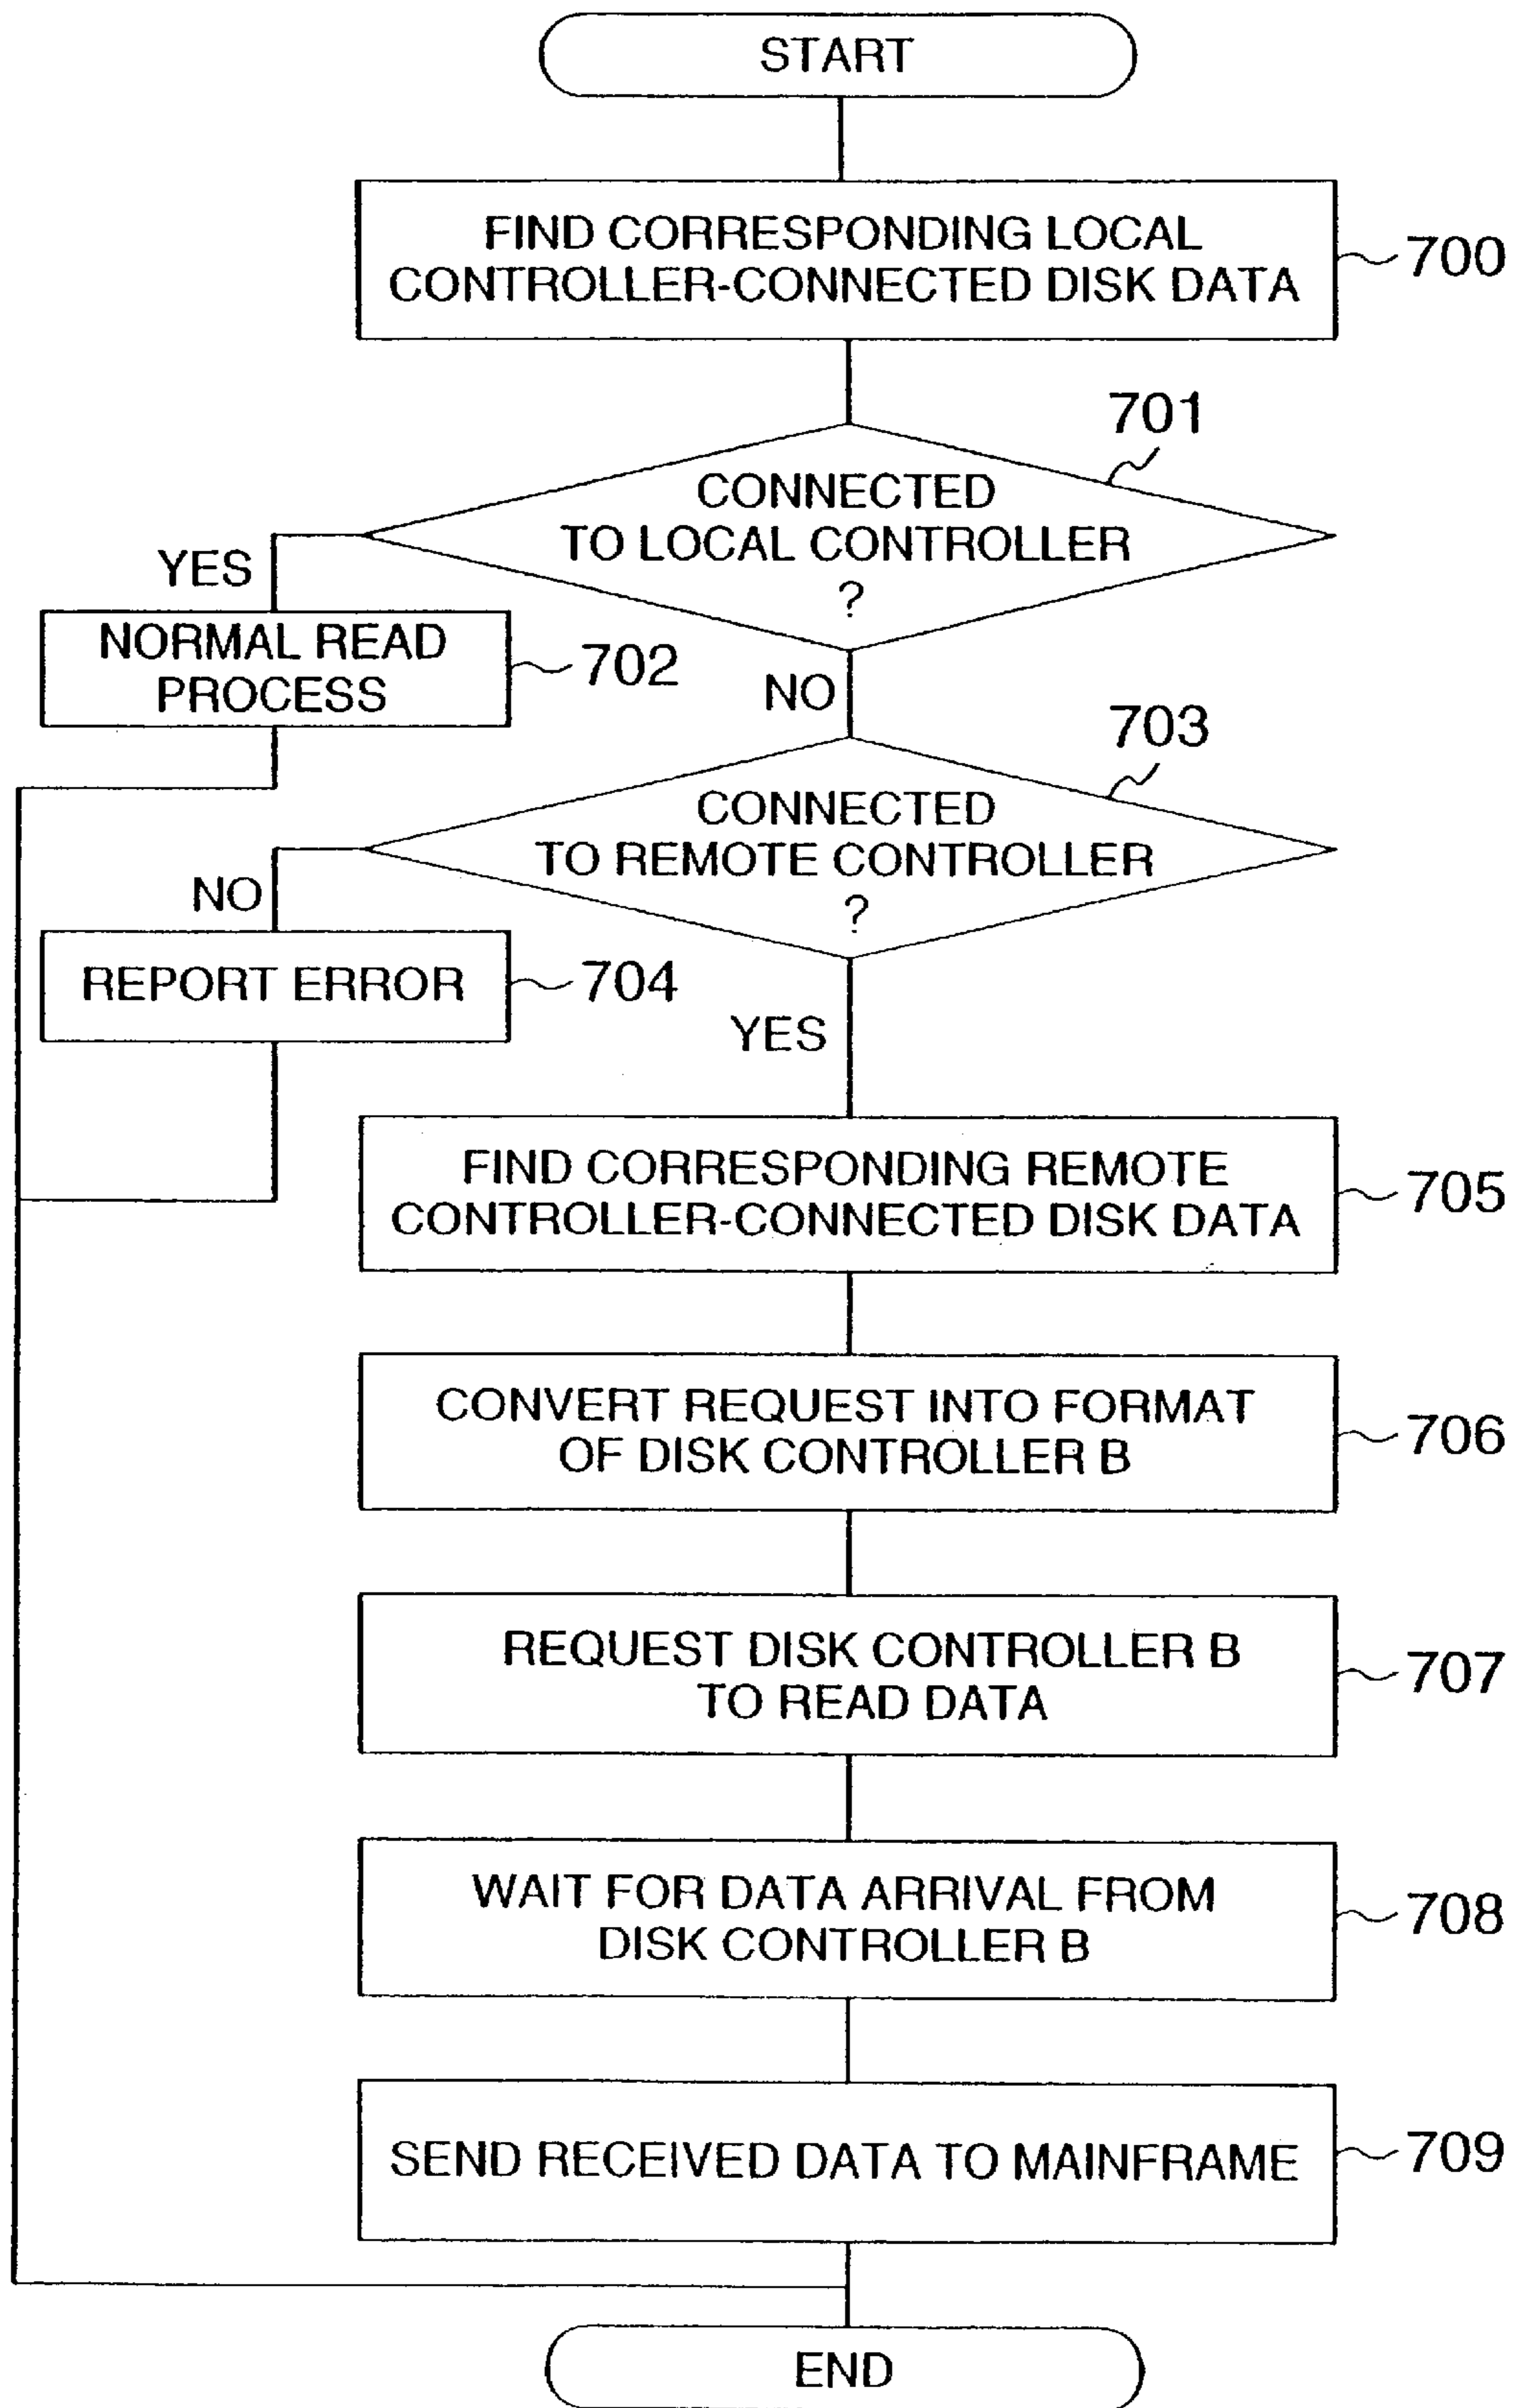 START
FIND CORRESPONDING LOCAL
CONTROLLER-CONNECTED DISK DATA
700
701
CONNECTED
TO LOCAL CONTROLLER
?
YES
NORMAL READ
PROCESS
702
NO
703
CONNECTED
TO REMOTE CONTROLLER
?
NO
REPORT ERROR
704
YES
FIND CORRESPONDING REMOTE
CONTROLLER-CONNECTED DISK DATA
705
CONVERT REQUEST INTO FORMAT
OF DISK CONTROLLER B
706
REQUEST DISK CONTROLLER B
TO READ DATA
707
WAIT FOR DATA ARRIVAL FROM
DISK CONTROLLER B
708
SEND RECEIVED DATA TO MAINFRAME
709
END